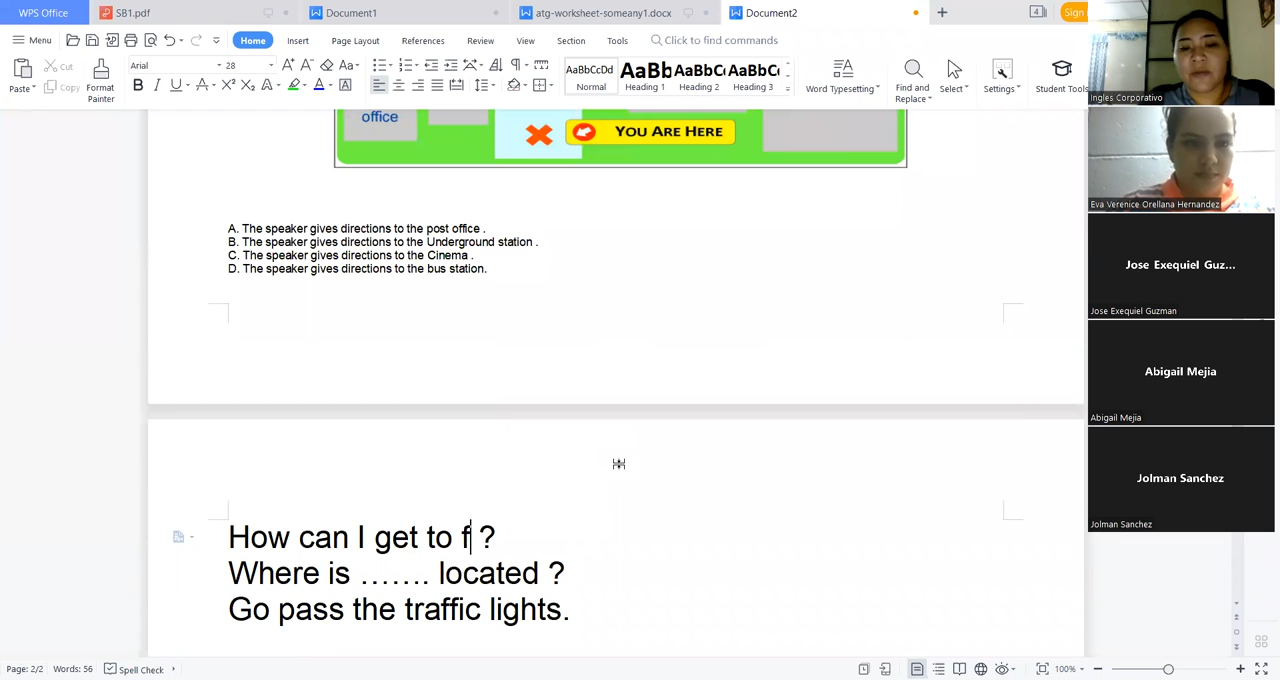 WPS Office SB1.pdf Document1 atg-worksheet-someany1.docx Document2 4 Sign
Menu Home Insert Page Layout References Review View Section Tools Click to find commands
Paste Cut Copy Format Painter Arial 28 AaBbCcDd Normal AaBb Heading 1 AaBbC Heading 2 AaBbC Heading 3 Word Typesetting Find and Replace Select Settings Student Tools
Ingles Corporativo
office
YOU ARE HERE
Eva Verenice Orellana Hernandez
A. The speaker gives directions to the post office .
B. The speaker gives directions to the Underground station .
C. The speaker gives directions to the Cinema .
D. The speaker gives directions to the bus station.
Jose Exequiel Guz...
Jose Exequiel Guzman
Abigail Mejia
Abigail Mejia
Jolman Sanchez
Jolman Sanchez
How can I get to f ?
Where is ……. located ?
Go pass the traffic lights.
Page: 2/2 Words: 56 Spell Check 100%